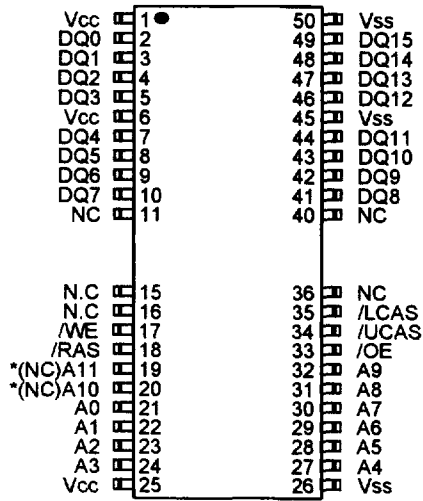 Vcc 1 50 Vss
DQ0 2 49 DQ15
DQ1 3 48 DQ14
DQ2 4 47 DQ13
DQ3 5 46 DQ12
Vcc 6 45 Vss
DQ4 7 44 DQ11
DQ5 8 43 DQ10
DQ6 9 42 DQ9
DQ7 10 41 DQ8
NC 11 40 NC
N.C 15 36 NC
N.C 16 35 /LCAS
/WE 17 34 /UCAS
/RAS 18 33 /OE
*(NC)A11 19 32 A9
*(NC)A10 20 31 A8
A0 21 30 A7
A1 22 29 A6
A2 23 28 A5
A3 24 27 A4
Vcc 25 26 Vss